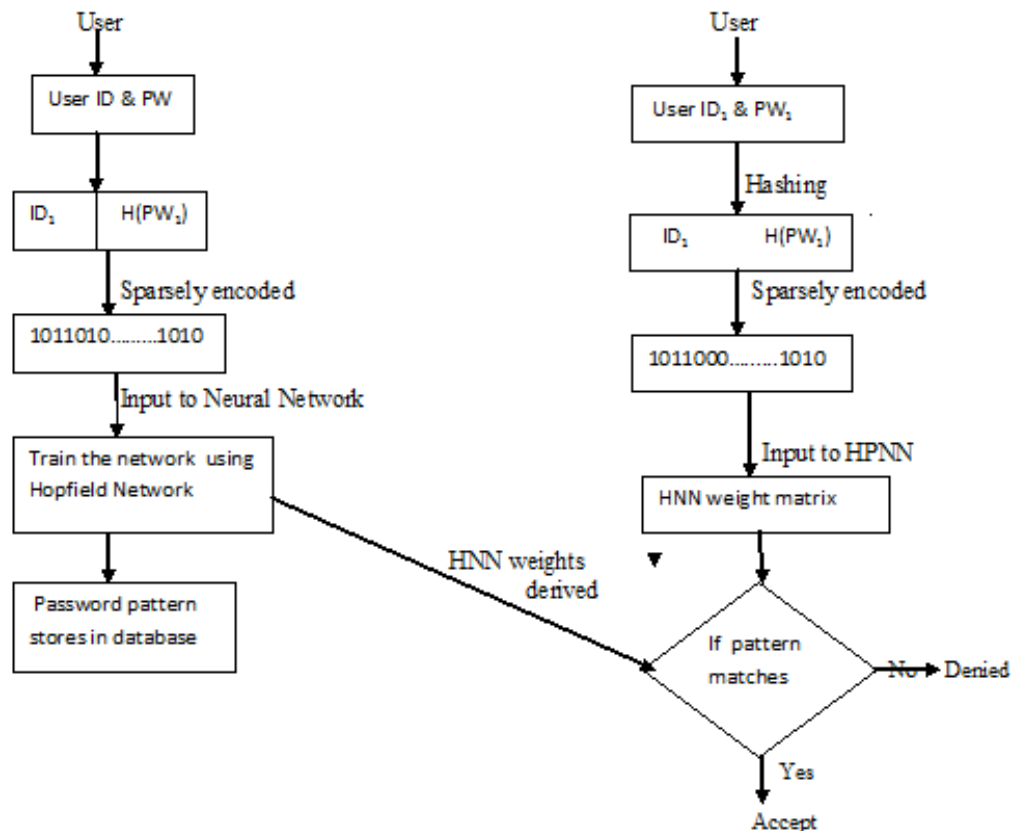 User
User ID & PW
ID₁ H(PW₁)
Sparsely encoded
1011010.........1010
Input to Neural Network
Train the network using
Hopfield Network
Password pattern
stores in database
HNN weights
derived
User
User ID₁ & PW₁
Hashing
ID₁ H(PW₁)
Sparsely encoded
1011000.........1010
Input to HPNN
HNN weight matrix
If pattern
matches
No
Denied
Yes
Accept